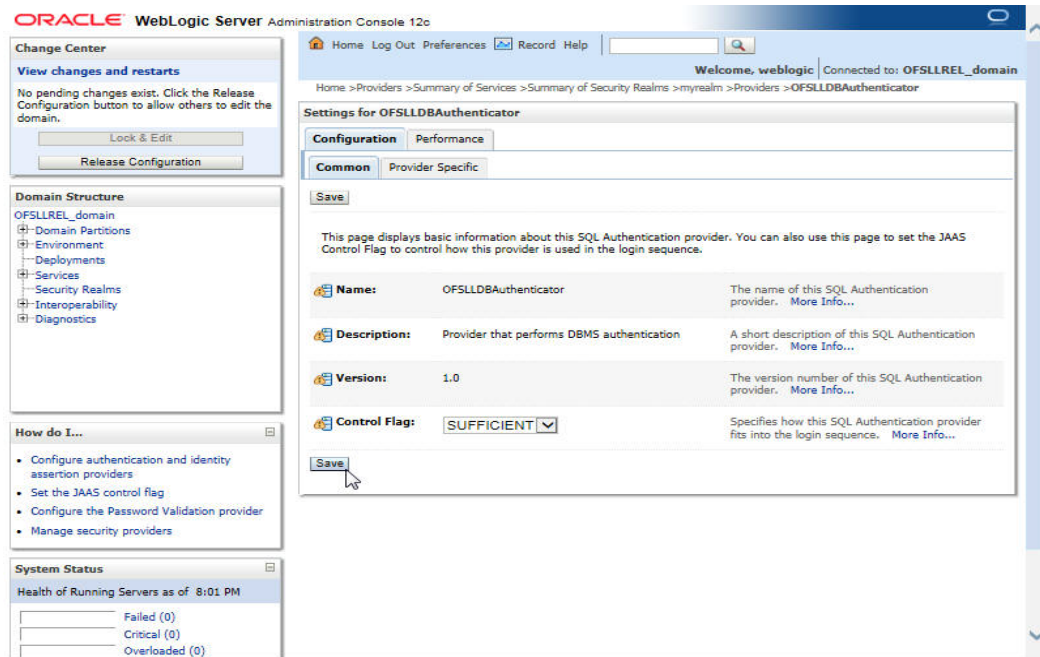 ORACLE WebLogic Server Administration Console 12c
Change Center
View changes and restarts
No pending changes exist. Click the Release
Configuration button to allow others to edit the
domain.
Lock & Edit
Release Configuration
Domain Structure
OFSLLREL_domain
Domain Partitions
Environment
Deployments
Services
Security Realms
Interoperability
Diagnostics
How do I...
Configure authentication and identity
assertion providers
Set the JAAS control flag
Configure the Password Validation provider
Manage security providers
System Status
Health of Running Servers as of 8:01 PM
Failed (0)
Critical (0)
Overloaded (0)
Home Log Out Preferences Record Help
Welcome, weblogic Connected to: OFSLLREL_domain
Home >Providers >Summary of Services >Summary of Security Realms >myrealm >Providers >OFSLLDBAuthenticator
Settings for OFSLLDBAuthenticator
Configuration Performance
Common Provider Specific
Save
This page displays basic information about this SQL Authentication provider. You can also use this page to set the JAAS
Control Flag to control how this provider is used in the login sequence.
Name: OFSLLDBAuthenticator The name of this SQL Authentication
provider. More Info...
Description: Provider that performs DBMS authentication A short description of this SQL Authentication
provider. More Info...
Version: 1.0 The version number of this SQL Authentication
provider. More Info...
Control Flag: SUFFICIENT Specifies how this SQL Authentication provider
fits into the login sequence. More Info...
Save